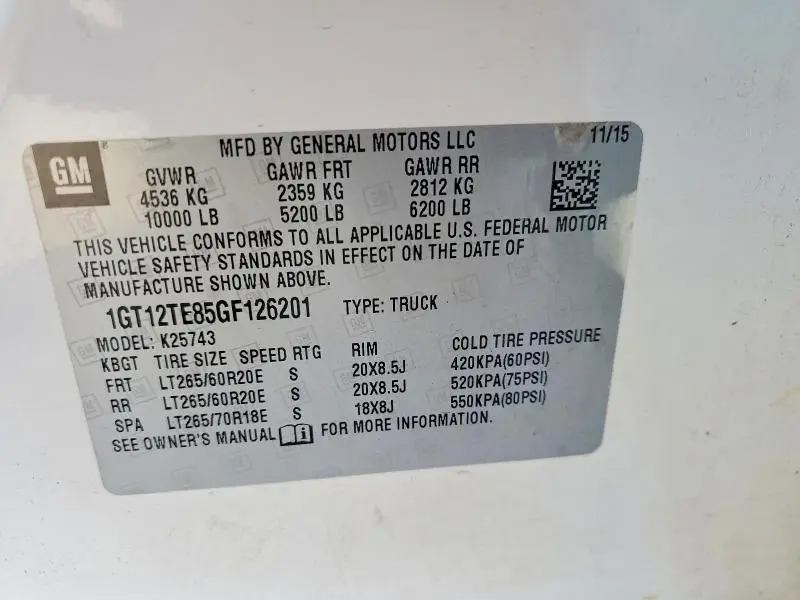 GM
MFD BY GENERAL MOTORS LLC 11/15
GVWR GAWR FRT GAWR RR
4536 KG 2359 KG 2812 KG
10000 LB 5200 LB 6200 LB
THIS VEHICLE CONFORMS TO ALL APPLICABLE U.S. FEDERAL MOTOR
VEHICLE SAFETY STANDARDS IN EFFECT ON THE DATE OF
MANUFACTURE SHOWN ABOVE.
1GT12TE85GF126201 TYPE: TRUCK
MODEL: K25743
KBGT TIRE SIZE SPEED RTG RIM COLD TIRE PRESSURE
FRT LT265/60R20E S 20X8.5J 420KPA(60PSI)
RR LT265/60R20E S 20X8.5J 520KPA(75PSI)
SPA LT265/70R18E S 18X8J 550KPA(80PSI)
SEE OWNER'S MANUAL FOR MORE INFORMATION.